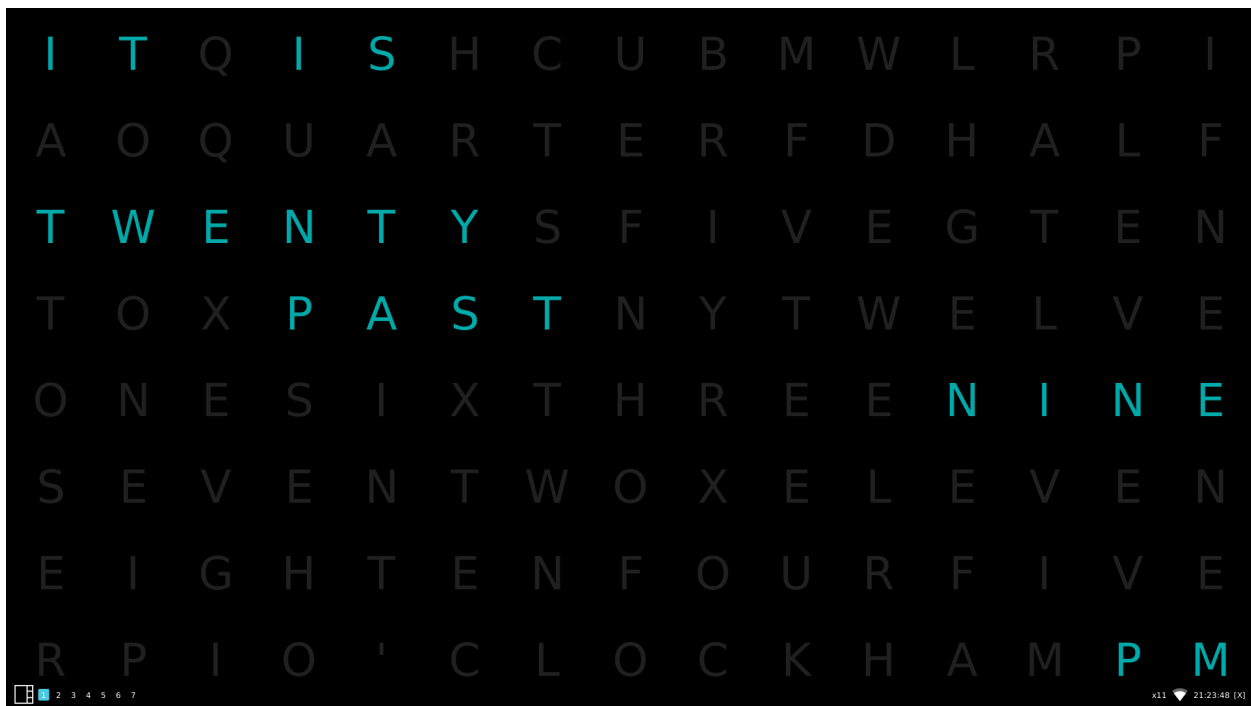 I T Q I S H C U B M W L R P I
A O Q U A R T E R F D H A L F
T W E N T Y S F I V E G T E N
T O X P A S T N Y T W E L V E
O N E S I X T H R E E N I N E
S E V E N T W O X E L E V E N
E I G H T E N F O U R F I V E
R P I O ' C L O C K H A M P M
1 2 3 4 5 6 7 x11 21:23:48 [X]